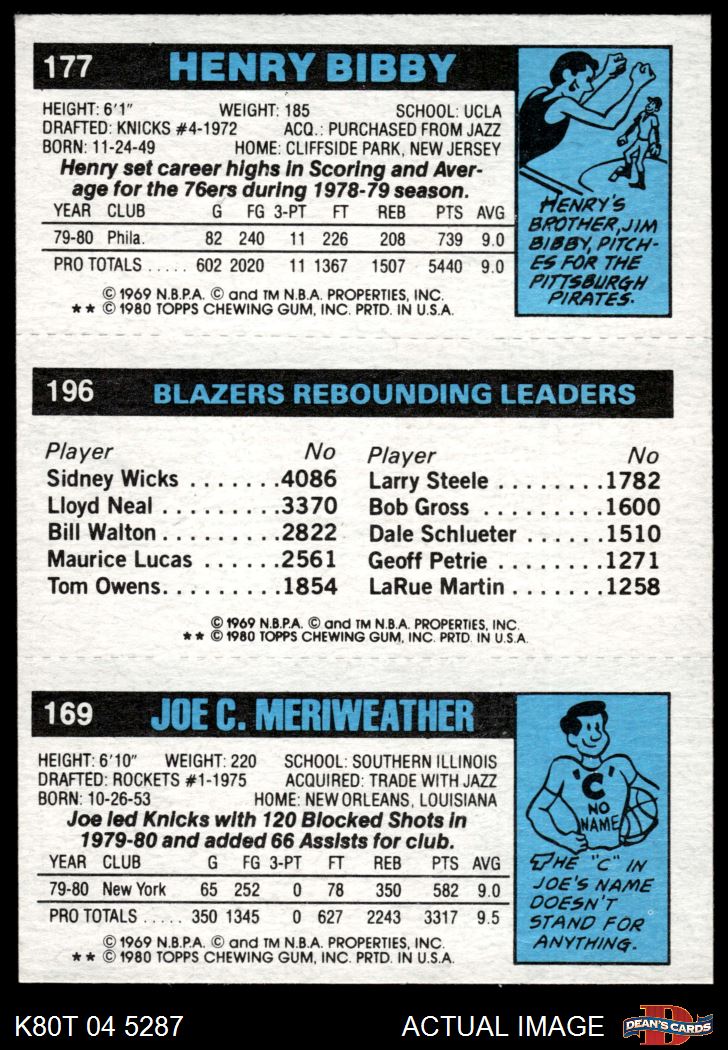 177 HENRY BIBBY
HEIGHT: 6'1" WEIGHT: 185 SCHOOL: UCLA
DRAFTED: KNICKS #4-1972 ACQ.: PURCHASED FROM JAZZ
BORN: 11-24-49 HOME: CLIFFSIDE PARK, NEW JERSEY
Henry set career highs in Scoring and Aver-
age for the 76ers during 1978-79 season.
YEAR CLUB G FG 3-PT FT REB PTS AVG
79-80 Phila. 82 240 11 226 208 739 9.0
PRO TOTALS ..... 602 2020 11 1367 1507 5440 9.0
© 1969 N.B.P.A. © and TM N.B.A. PROPERTIES, INC.
★★ © 1980 TOPPS CHEWING GUM, INC. PRTD. IN U.S.A.
HENRY'S
BROTHER, JIM
BIBBY, PITCH-
ES FOR THE
PITTSBURGH
PIRATES.
196 BLAZERS REBOUNDING LEADERS
Player No Player No
Sidney Wicks .......4086 Larry Steele ........1782
Lloyd Neal .........3370 Bob Gross .........1600
Bill Walton .........2822 Dale Schlueter ......1510
Maurice Lucas ......2561 Geoff Petrie ........1271
Tom Owens.........1854 LaRue Martin .......1258
© 1969 N.B.P.A. © and TM N.B.A. PROPERTIES, INC.
★★ © 1980 TOPPS CHEWING GUM, INC. PRTD. IN U.S.A.
169 JOE C. MERIWEATHER
HEIGHT: 6'10" WEIGHT: 220 SCHOOL: SOUTHERN ILLINOIS
DRAFTED: ROCKETS #1-1975 ACQUIRED: TRADE WITH JAZZ
BORN: 10-26-53 HOME: NEW ORLEANS, LOUISIANA
Joe led Knicks with 120 Blocked Shots in
1979-80 and added 66 Assists for club.
YEAR CLUB G FG 3-PT FT REB PTS AVG
79-80 New York 65 252 0 78 350 582 9.0
PRO TOTALS ..... 350 1345 0 627 2243 3317 9.5
© 1969 N.B.P.A. © and TM N.B.A. PROPERTIES, INC.
★★ © 1980 TOPPS CHEWING GUM, INC. PRTD. IN U.S.A.
"C"
NO
NAME
THE "C" IN
JOE'S NAME
DOESN'T
STAND FOR
ANYTHING.
K80T 04 5287 ACTUAL IMAGE DEAN'S CARDS